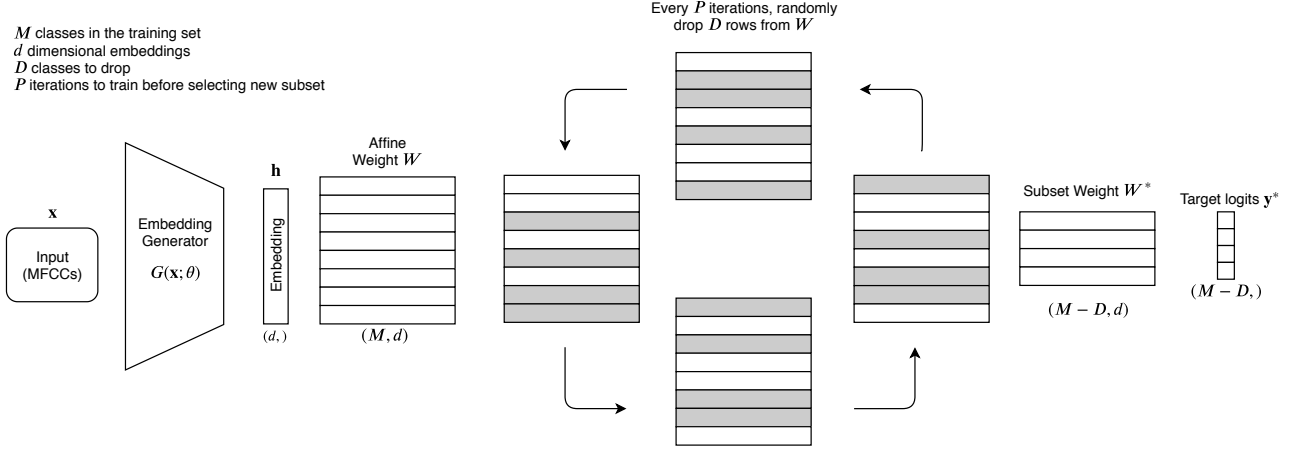 M classes in the training set
d dimensional embeddings
D classes to drop
P iterations to train before selecting new subset
x
Input
(MFCCs)
Embedding
Generator
G(x; θ)
h
Embedding
(d,)
Affine
Weight W
(M, d)
Every P iterations, randomly
drop D rows from W
Subset Weight W*
(M − D, d)
Target logits y*
(M − D,)